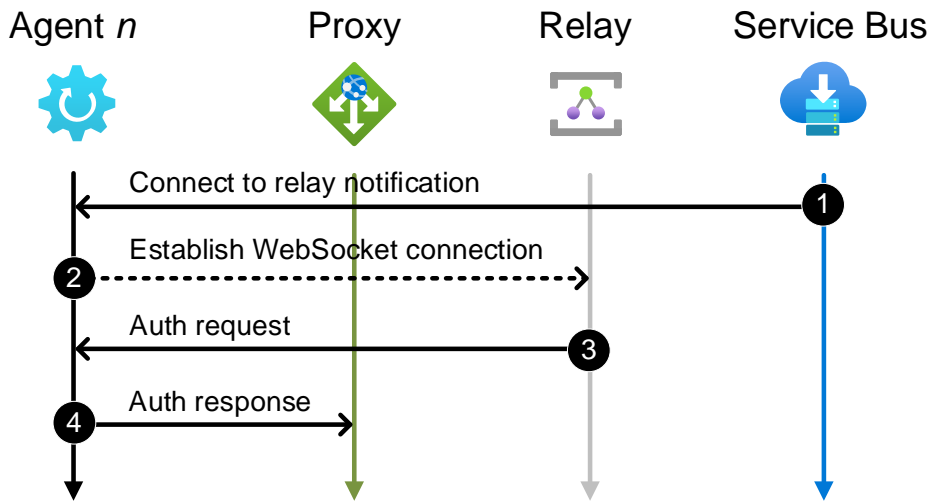 Agent n
Proxy
Relay
Service Bus
Connect to relay notification
1
Establish WebSocket connection
2
Auth request
3
Auth response
4